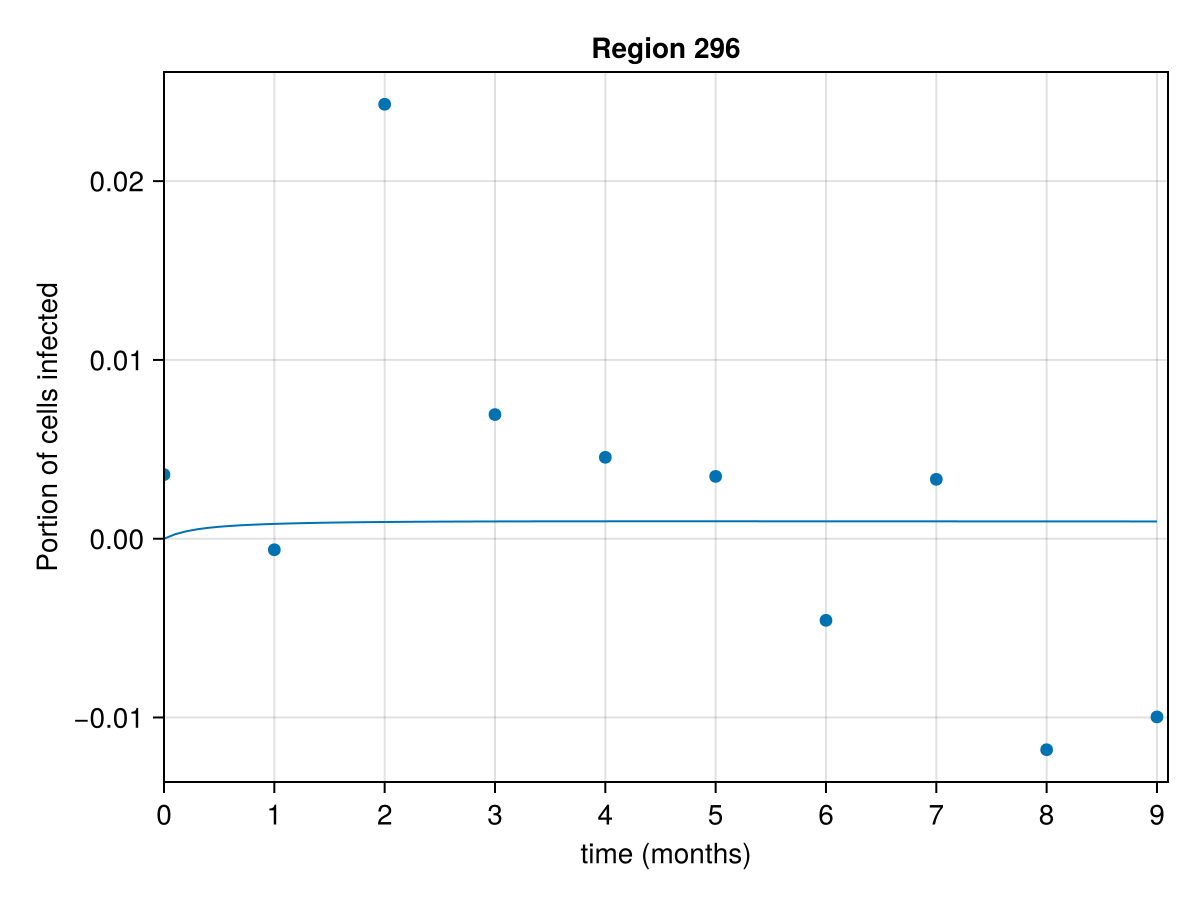 Region 296
Portion of cells infected
0.02
0.01
0.00
−0.01
0 1 2 3 4 5 6 7 8 9
time (months)